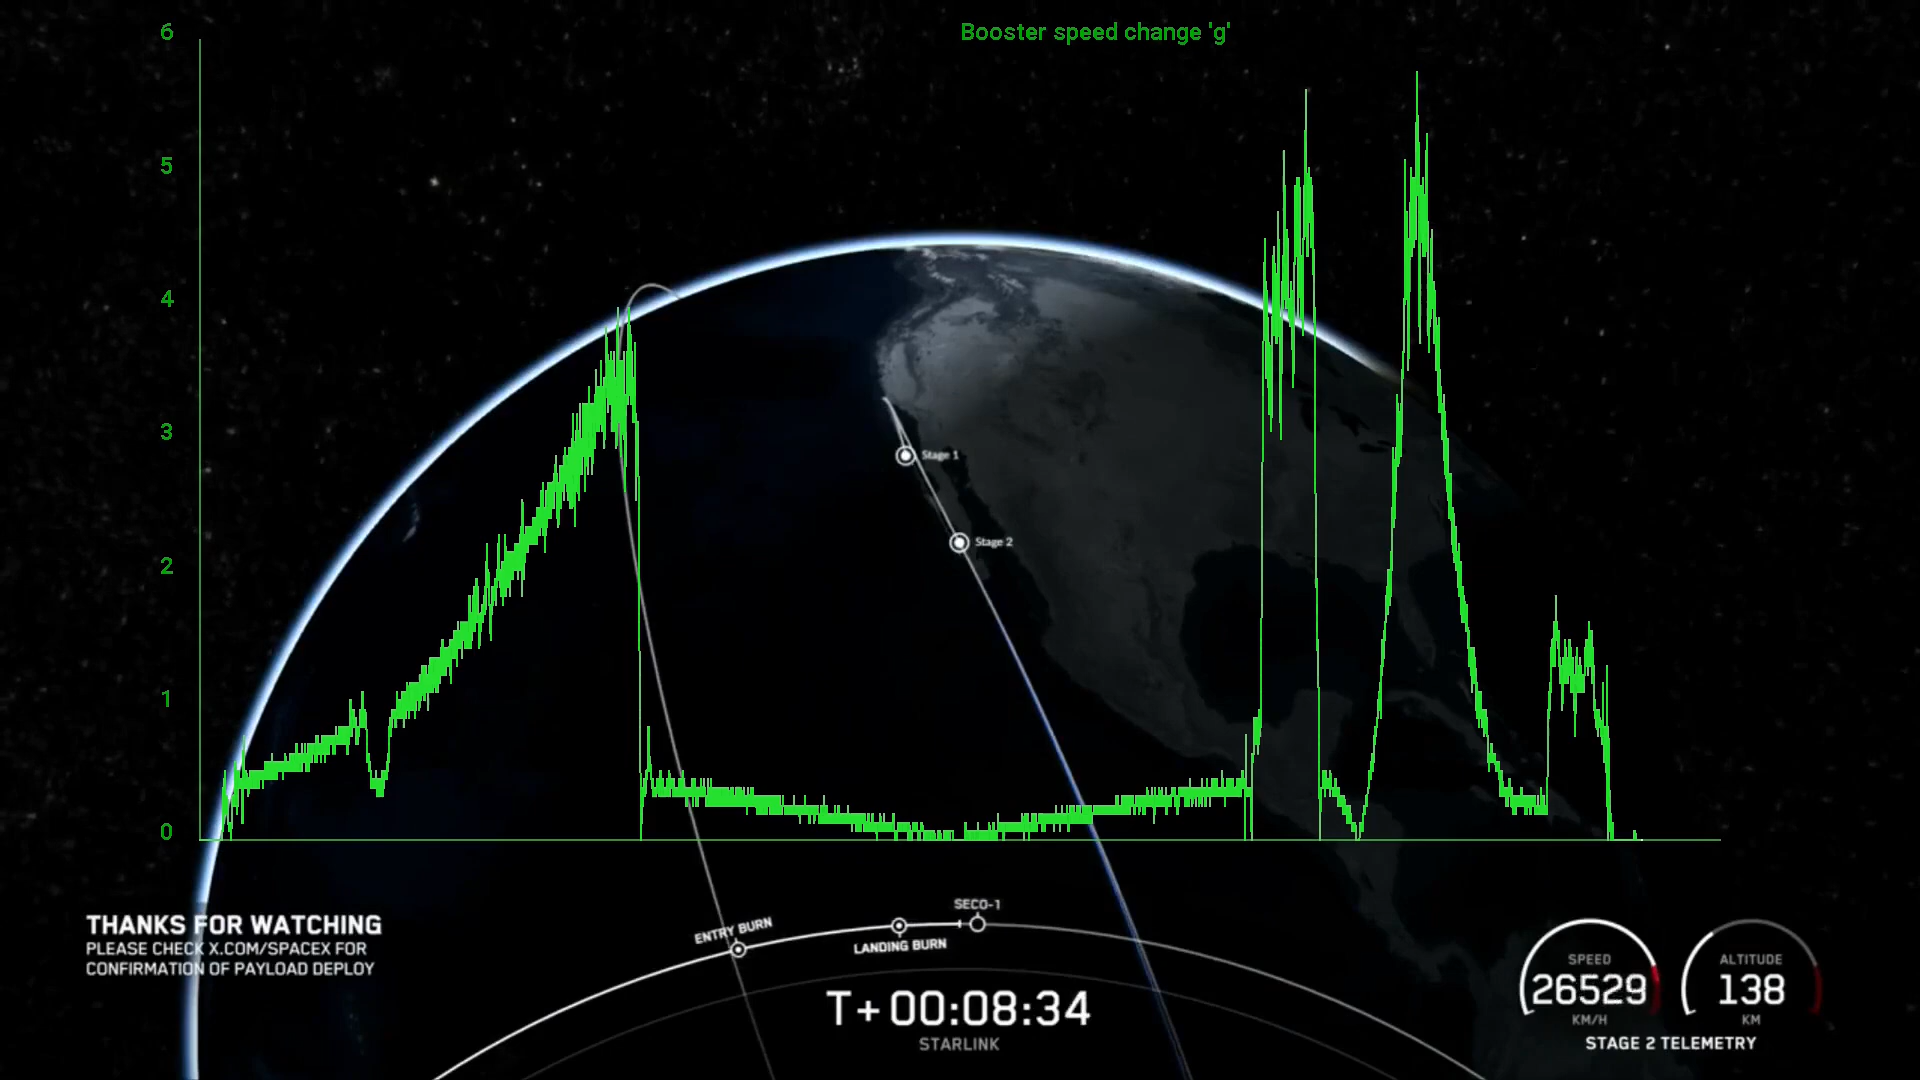 Booster speed change 'g'
6
5
4
3
2
1
0
Stage 1
Stage 2
THANKS FOR WATCHING
PLEASE CHECK X.COM/SPACEX FOR
CONFIRMATION OF PAYLOAD DEPLOY
ENTRY BURN
LANDING BURN
SECO-1
T+00:08:34
STARLINK
SPEED
26529
KM/H
ALTITUDE
138
KM
STAGE 2 TELEMETRY